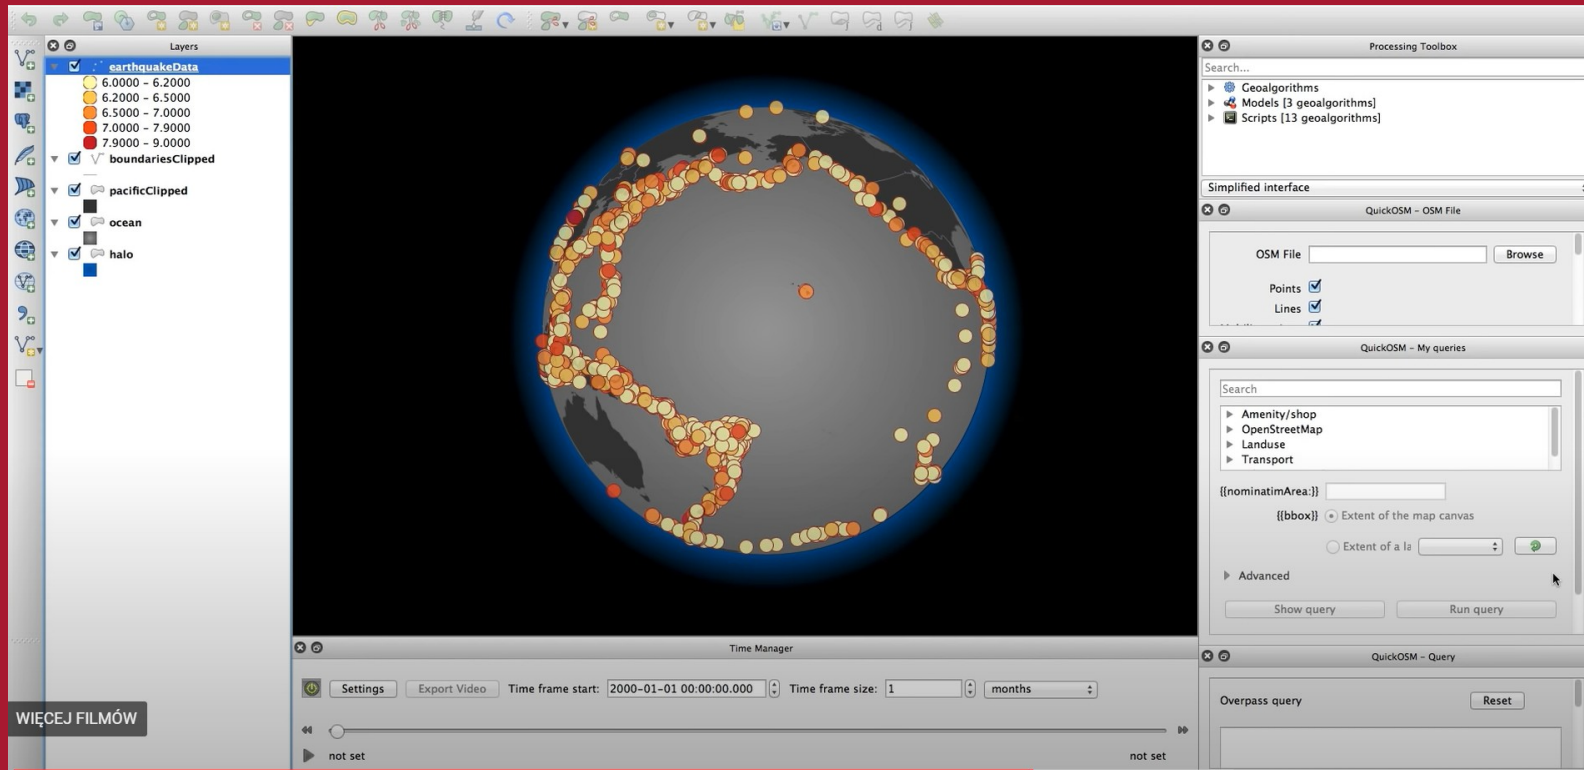 Layers
earthquakeData
6.0000 - 6.2000
6.2000 - 6.5000
6.5000 - 7.0000
7.0000 - 7.9000
7.9000 - 9.0000
boundariesClipped
pacificClipped
ocean
halo
Processing Toolbox
Search...
Geoalgorithms
Models [3 geoalgorithms]
Scripts [13 geoalgorithms]
Simplified interface
QuickOSM - OSM File
OSM File Browse
Points
Lines
QuickOSM - My queries
Search
Amenity/shop
OpenStreetMap
Landuse
Transport
{{nominatimArea:}}
{{bbox}} Extent of the map canvas
Extent of a la
Advanced
Show query Run query
QuickOSM - Query
Overpass query Reset
Time Manager
Settings Export Video Time frame start: 2000-01-01 00:00:00.000 Time frame size: 1 months
not set not set
WIĘCEJ FILMÓW